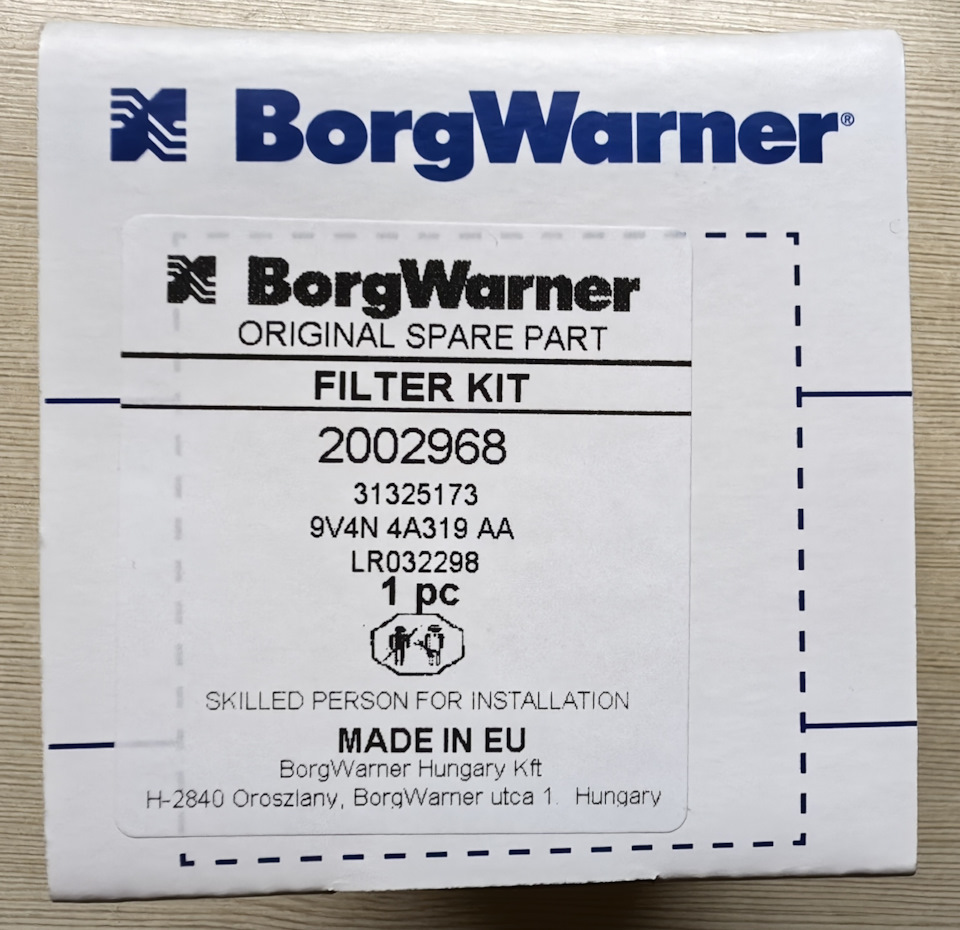 BorgWarner®
BorgWarner
ORIGINAL SPARE PART
FILTER KIT
2002968
31325173
9V4N 4A319 AA
LR032298
1 pc
SKILLED PERSON FOR INSTALLATION
MADE IN EU
BorgWarner Hungary Kft
H-2840 Oroszlany, BorgWarner utca 1. Hungary